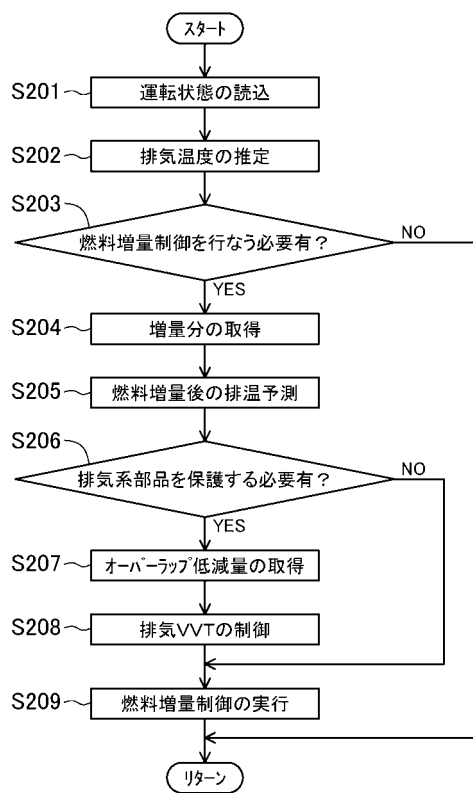 スタート
S201
運転状態の読込
S202
排気温度の推定
S203
燃料増量制御を行なう必要有？
NO
YES
S204
増量分の取得
S205
燃料増量後の排温予測
S206
排気系部品を保護する必要有？
NO
YES
S207
オーバーラップ低減量の取得
S208
排気VVTの制御
S209
燃料増量制御の実行
リターン